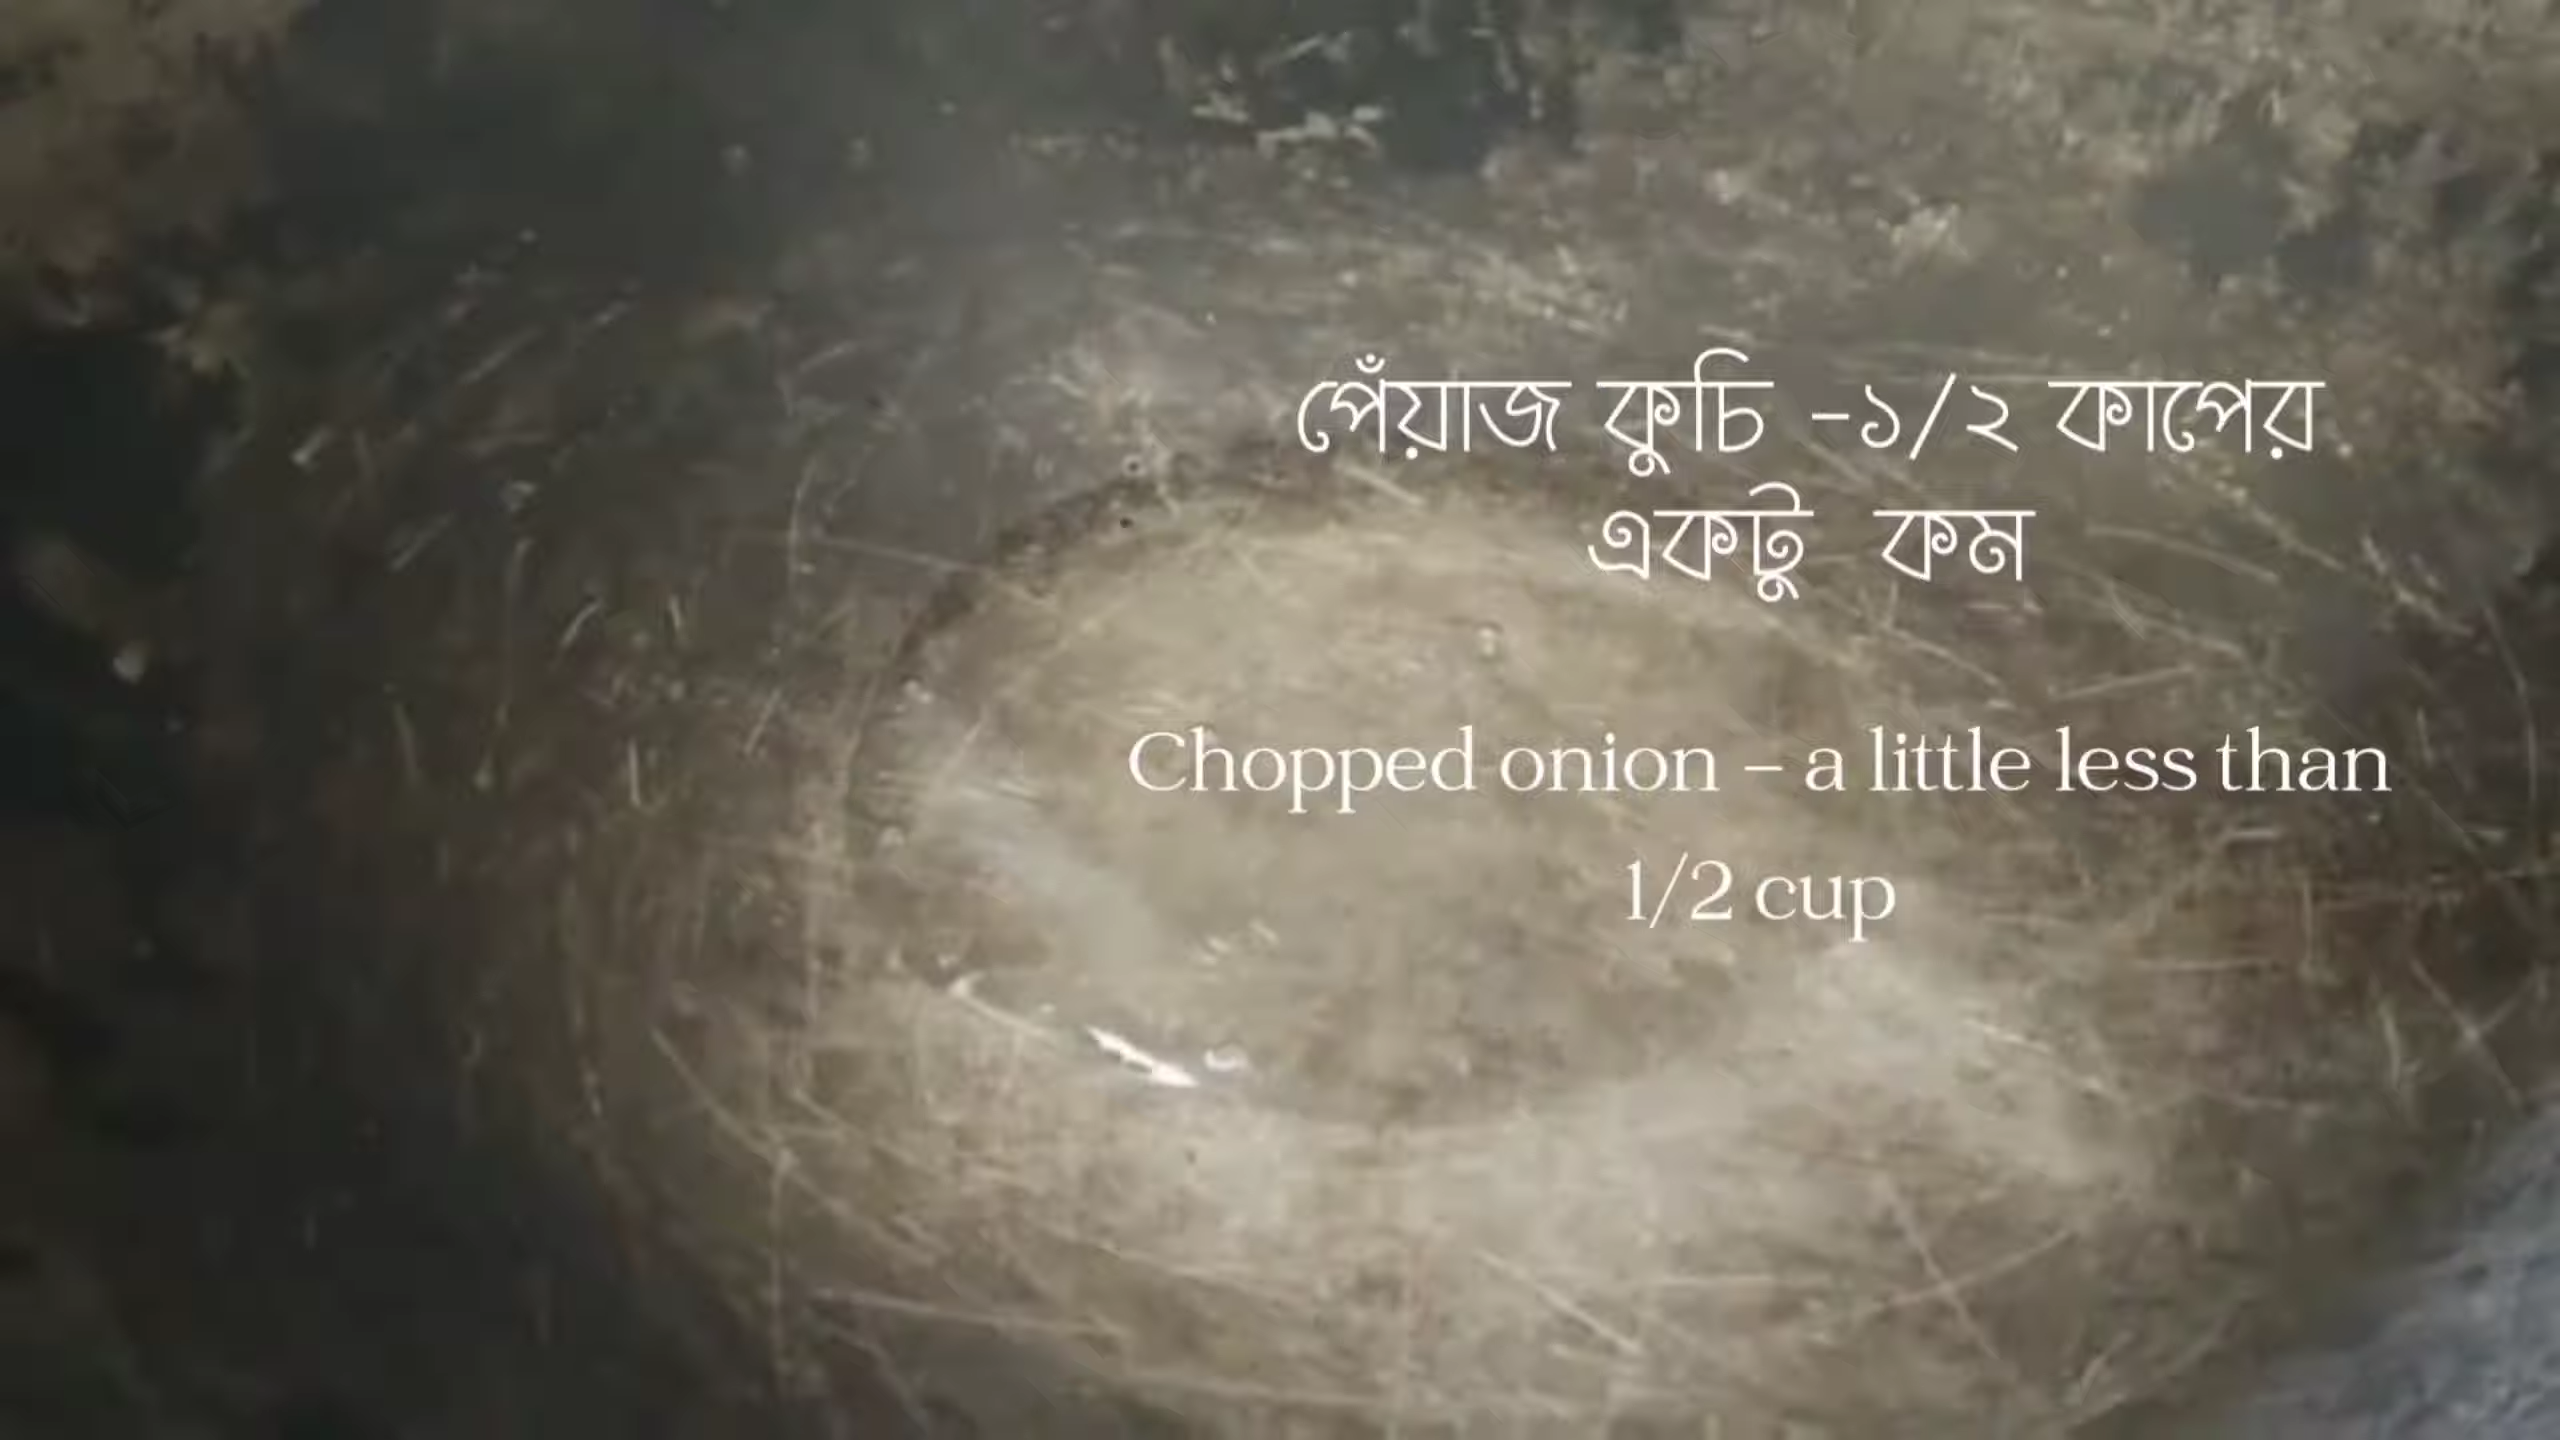 পেঁয়াজ কুচি -১/২ কাপের
একটু কম
Chopped onion – a little less than
1/2 cup